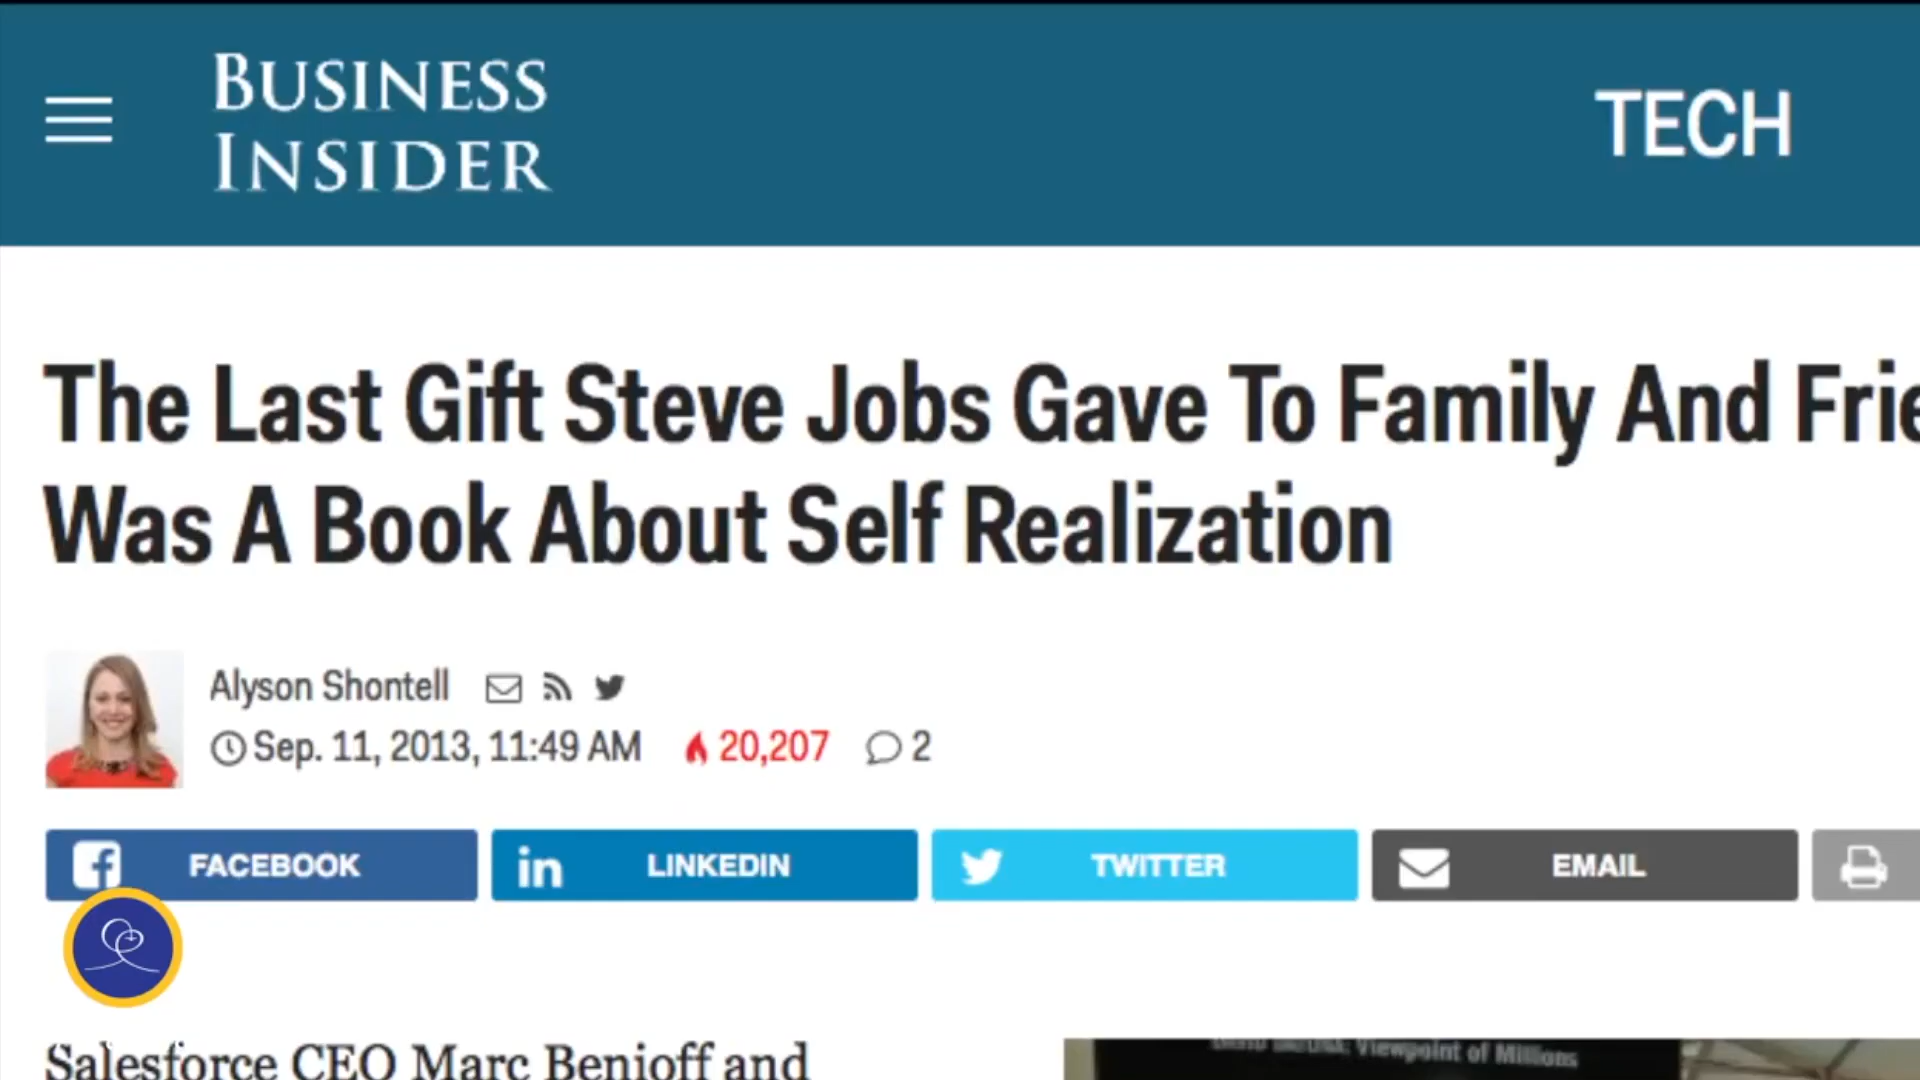 BUSINESS
INSIDER
TECH
The Last Gift Steve Jobs Gave To Family And Frie
Was A Book About Self Realization
Alyson Shontell
Sep. 11, 2013, 11:49 AM 20,207 2
FACEBOOK in LINKEDIN TWITTER EMAIL
Salesforce CEO Marc Benioff and
Viewpoint of Millions